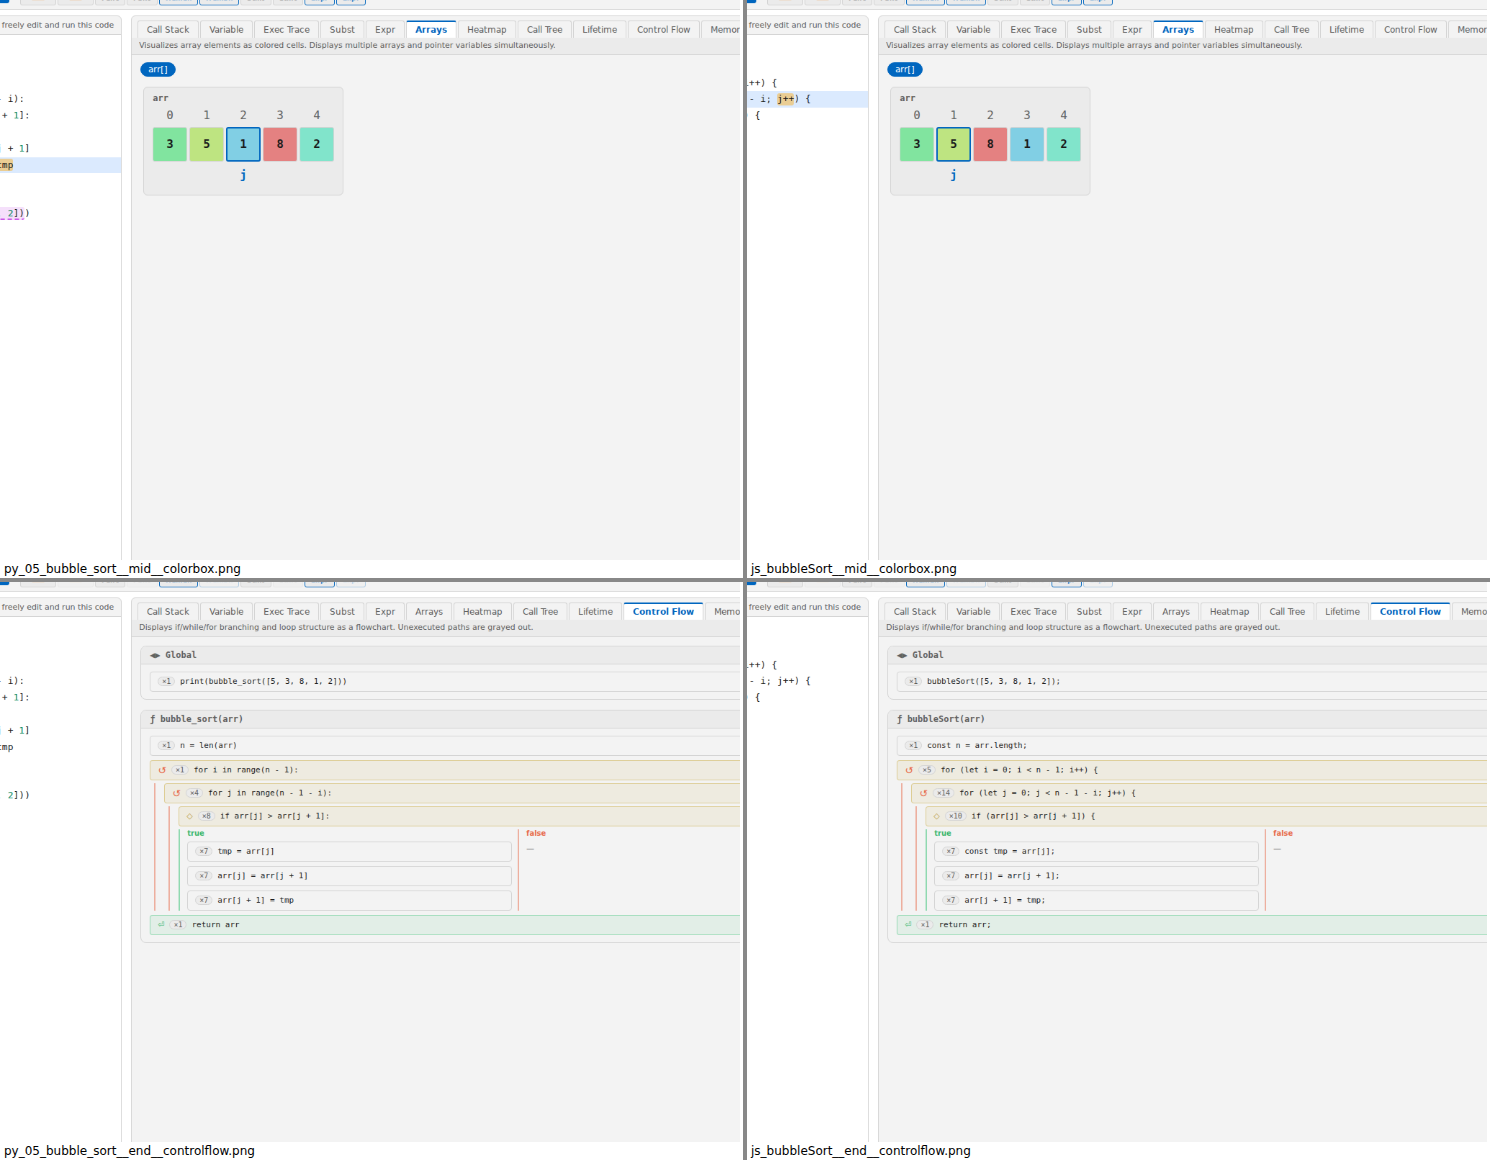 freely edit and run this code
Call Stack Variable Exec Trace Subst Expr Arrays Heatmap Call Tree Lifetime Control Flow Memor
Visualizes array elements as colored cells. Displays multiple arrays and pointer variables simultaneously.
arr[]
arr
0 1 2 3 4
3 5 1 8 2
j
- i):
+ 1]:
+ 1]
tmp
2]))
py_05_bubble_sort__mid__colorbox.png
freely edit and run this code
Call Stack Variable Exec Trace Subst Expr Arrays Heatmap Call Tree Lifetime Control Flow Memor
Visualizes array elements as colored cells. Displays multiple arrays and pointer variables simultaneously.
arr[]
arr
0 1 2 3 4
3 5 8 1 2
j
++) {
- i; j++) {
{
js_bubbleSort__mid__colorbox.png
freely edit and run this code
Call Stack Variable Exec Trace Subst Expr Arrays Heatmap Call Tree Lifetime Control Flow Memo
Displays if/while/for branching and loop structure as a flowchart. Unexecuted paths are grayed out.
- i):
+ 1]:
+ 1]
tmp
2]))
Global
×1 print(bubble_sort([5, 3, 8, 1, 2]))
ƒ bubble_sort(arr)
×1 n = len(arr)
↺ ×1 for i in range(n - 1):
↺ ×4 for j in range(n - 1 - i):
◇ ×8 if arr[j] > arr[j + 1]:
true false
×7 tmp = arr[j] —
×7 arr[j] = arr[j + 1]
×7 arr[j + 1] = tmp
⏎ ×1 return arr
py_05_bubble_sort__end__controlflow.png
freely edit and run this code
Call Stack Variable Exec Trace Subst Expr Arrays Heatmap Call Tree Lifetime Control Flow Memo
Displays if/while/for branching and loop structure as a flowchart. Unexecuted paths are grayed out.
++) {
- i; j++) {
{
Global
×1 bubbleSort([5, 3, 8, 1, 2]);
ƒ bubbleSort(arr)
×1 const n = arr.length;
↺ ×5 for (let i = 0; i < n - 1; i++) {
↺ ×14 for (let j = 0; j < n - 1 - i; j++) {
◇ ×10 if (arr[j] > arr[j + 1]) {
true false
×7 const tmp = arr[j]; —
×7 arr[j] = arr[j + 1];
×7 arr[j + 1] = tmp;
⏎ ×1 return arr;
js_bubbleSort__end__controlflow.png